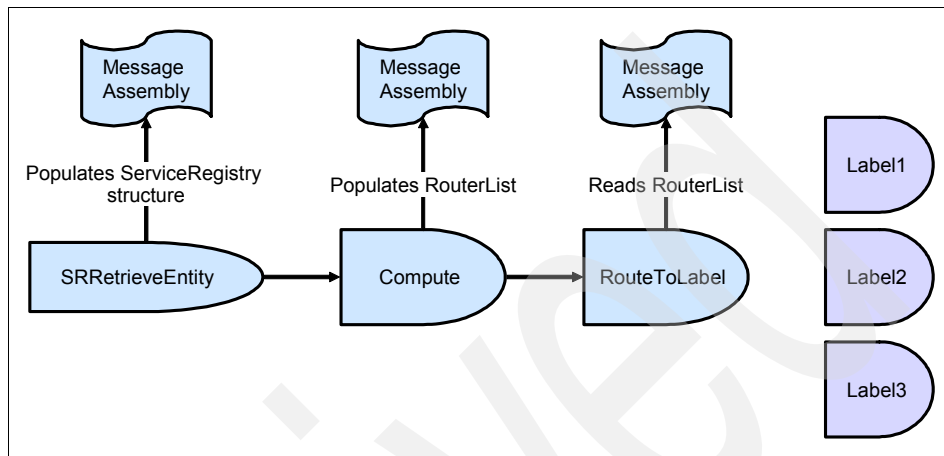 Message
Assembly
Message
Assembly
Message
Assembly
Populates ServiceRegistry
structure
Populates RouterList
Reads RouterList
Label1
SRRetrieveEntity
Compute
RouteToLabel
Label2
Label3